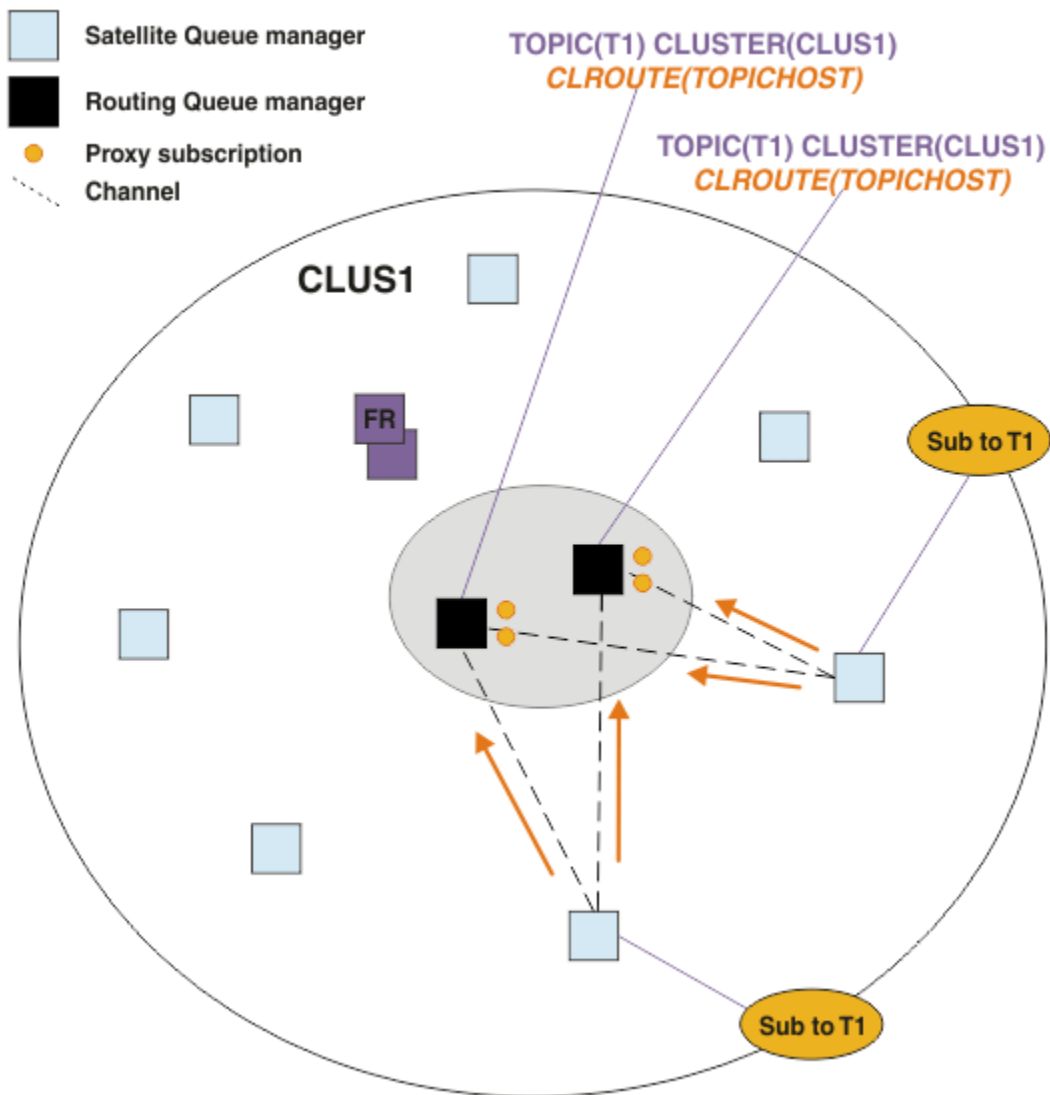 Satellite Queue manager
Routing Queue manager
Proxy subscription
Channel
TOPIC(T1) CLUSTER(CLUS1)
CLROUTE(TOPICHOST)
TOPIC(T1) CLUSTER(CLUS1)
CLROUTE(TOPICHOST)
CLUS1
FR
Sub to T1
Sub to T1